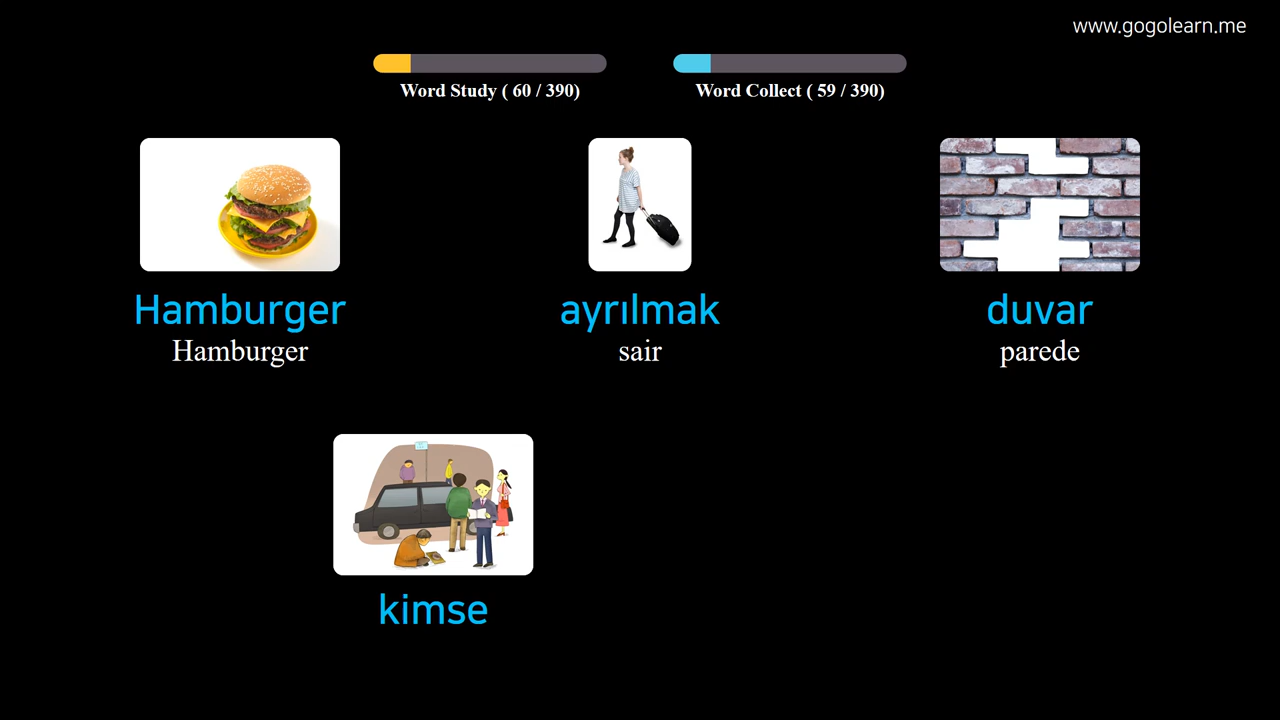 www.gogolearn.me
Word Study ( 60 / 390)
Word Collect ( 59 / 390)
Hamburger
ayrılmak
duvar
Hamburger
sair
parede
kimse